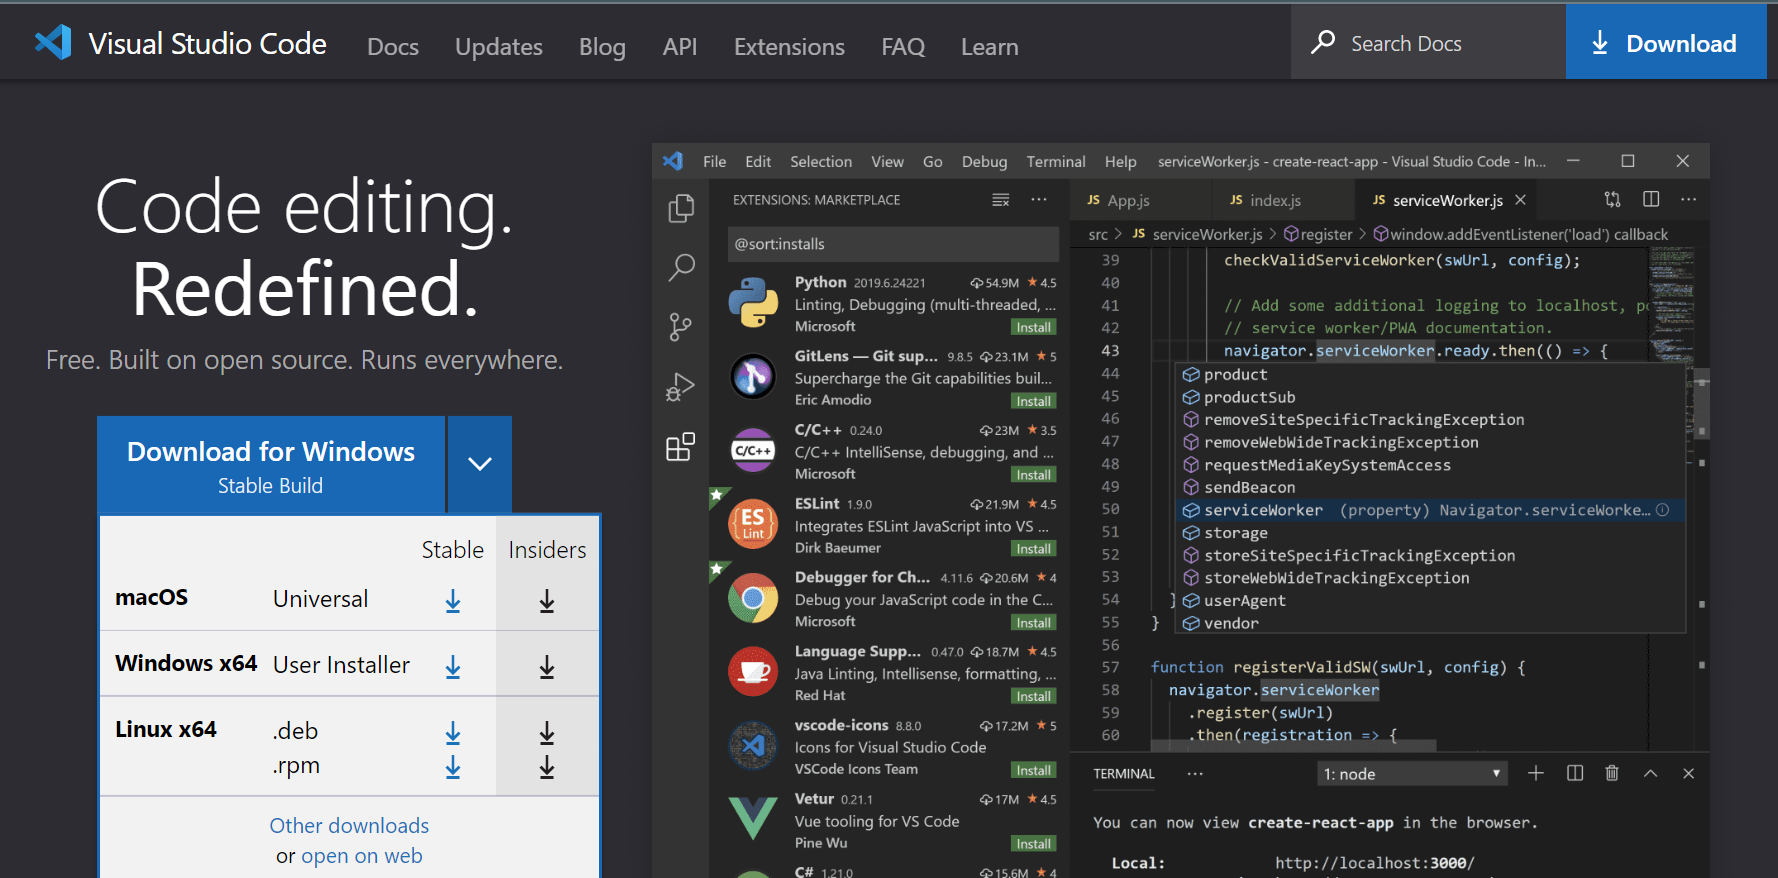 Visual Studio Code Docs Updates Blog API Extensions FAQ Learn Search Docs Download
Code editing.
Redefined.
Free. Built on open source. Runs everywhere.
Download for Windows
Stable Build
Stable Insiders
macOS Universal
Windows x64 User Installer
Linux x64 .deb
.rpm
Other downloads
or open on web
File Edit Selection View Go Debug Terminal Help serviceWorker.js - create-react-app - Visual Studio Code - In...
EXTENSIONS: MARKETPLACE
@sort:installs
Python 2019.6.24221 54.9M 4.5
Linting, Debugging (multi-threaded, ...
Microsoft Install
GitLens — Git sup... 9.8.5 23.1M 5
Supercharge the Git capabilities buil...
Eric Amodio Install
C/C++
C/C++ 0.24.0 23M 3.5
C/C++ IntelliSense, debugging, and ...
Microsoft Install
ES
Lint
ESLint 1.9.0 21.9M 4.5
Integrates ESLint JavaScript into VS ...
Dirk Baeumer Install
Debugger for Ch... 4.11.6 20.6M 4
Debug your JavaScript code in the C...
Microsoft Install
Language Supp... 0.47.0 18.7M 4.5
Java Linting, Intellisense, formatting, ...
Red Hat Install
vscode-icons 8.8.0 17.2M 5
Icons for Visual Studio Code
VSCode Icons Team Install
Vetur 0.21.1 17M 4.5
Vue tooling for VS Code
Pine Wu Install
C# 1.21.0 15.6M 4
JS App.js JS index.js JS serviceWorker.js
src > JS serviceWorker.js > register > window.addEventListener('load') callback
39 checkValidServiceWorker(swUrl, config);
40
41 // Add some additional logging to localhost, po
42 // service worker/PWA documentation.
43 navigator.serviceWorker.ready.then(() => {
44 product
45 productSub
46 removeSiteSpecificTrackingException
47 removeWebWideTrackingException
48 requestMediaKeySystemAccess
49 sendBeacon
50 serviceWorker (property) Navigator.serviceWorke...
51 storage
52 storeSiteSpecificTrackingException
53 storeWebWideTrackingException
54 } userAgent
55 } vendor
56
57 function registerValidSW(swUrl, config) {
58 navigator.serviceWorker
59 .register(swUrl)
60 .then(registration => {
TERMINAL ... 1: node
You can now view create-react-app in the browser.
Local: http://localhost:3000/